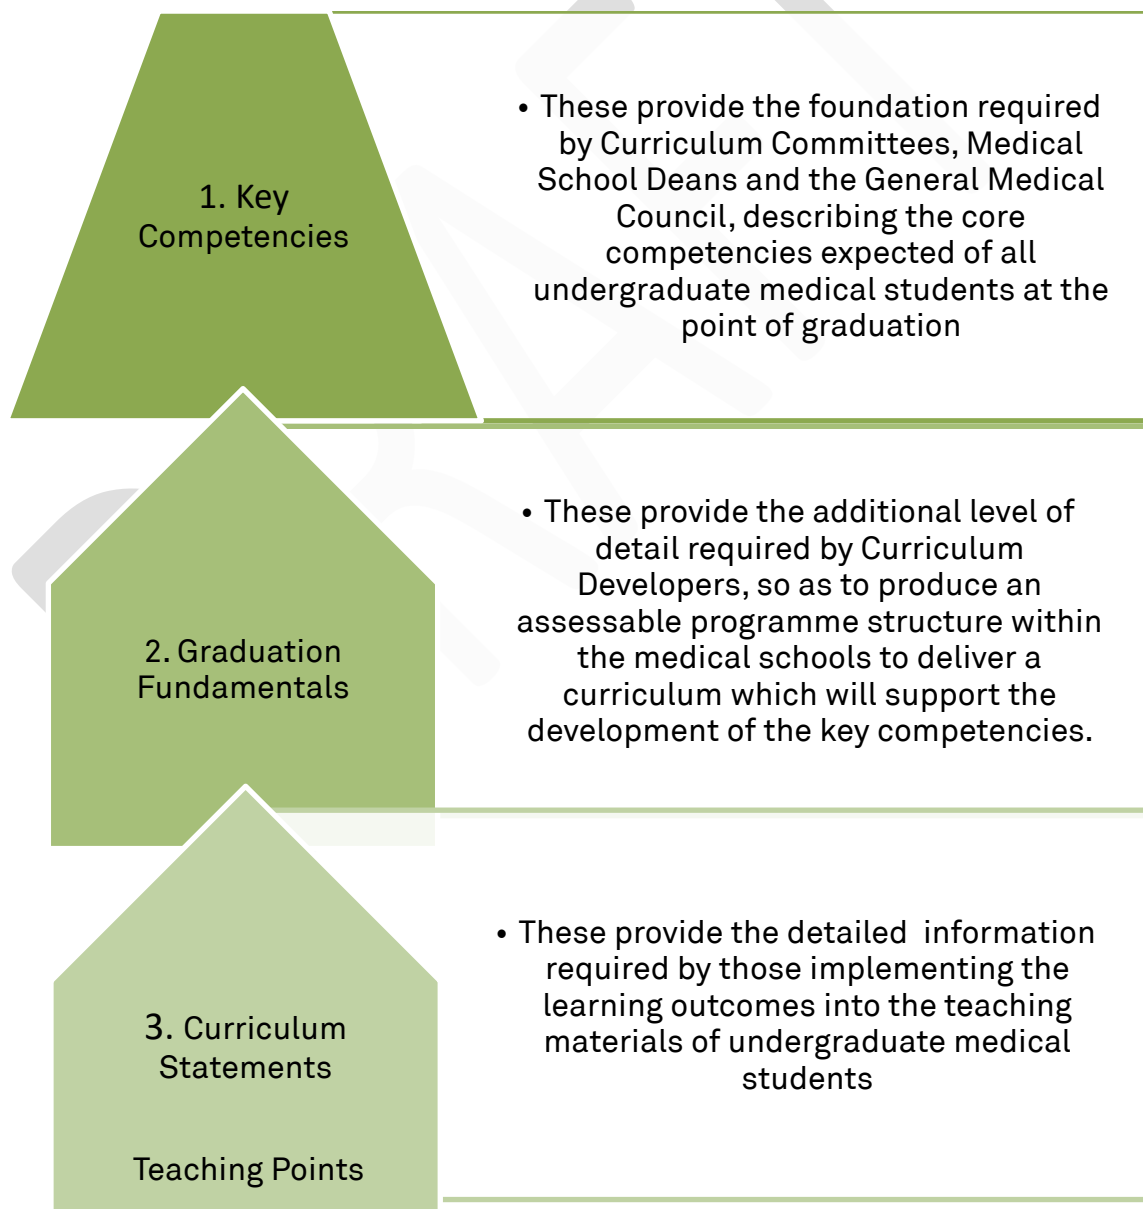 1. Key
Competencies
• These provide the foundation required
by Curriculum Committees, Medical
School Deans and the General Medical
Council, describing the core
competencies expected of all
undergraduate medical students at the
point of graduation
2. Graduation
Fundamentals
• These provide the additional level of
detail required by Curriculum
Developers, so as to produce an
assessable programme structure within
the medical schools to deliver a
curriculum which will support the
development of the key competencies.
3. Curriculum
Statements
Teaching Points
• These provide the detailed  information
required by those implementing the
learning outcomes into the teaching
materials of undergraduate medical
students